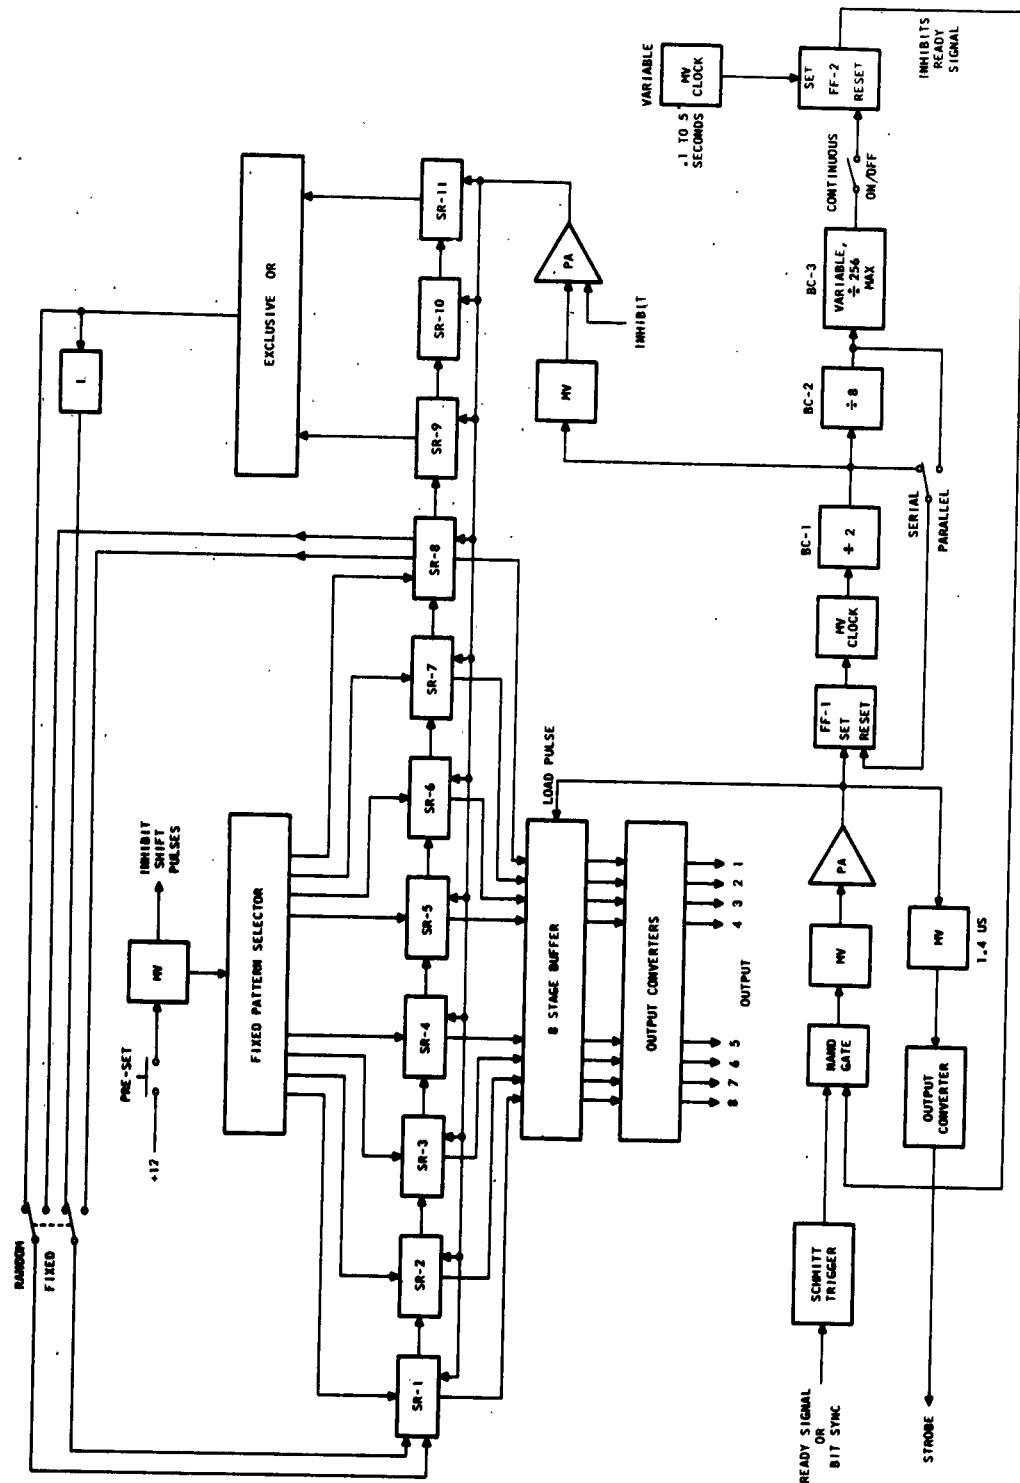 RANDOM
FIXED
I
EXCLUSIVE OR
PRE-SET
+12
MV
INHIBIT
SHIFT
PULSES
FIXED PATTERN SELECTOR
SR-1
SR-2
SR-3
SR-4
SR-5
SR-6
SR-7
SR-8
SR-9
SR-10
SR-11
8 STAGE BUFFER
LOAD PULSE
OUTPUT CONVERTERS
8 7 6 5
OUTPUT
4 3 2 1
MV
PA
INHIBIT
VARIABLE
MV
CLOCK
.1 TO 5
SECONDS
READY SIGNAL
OR
BIT SYNC
SCHMITT
TRIGGER
NAND
GATE
MV
PA
FF-1
SET
RESET
MV
CLOCK
BC-1
÷ 2
BC-2
÷ 8
BC-3
VARIABLE,
÷ 256
MAX
CONTINUOUS
ON/OFF
SET
FF-2
RESET
INHIBITS
READY
SIGNAL
SERIAL
PARALLEL
STROBE
OUTPUT
CONVERTER
MV
1.4 US